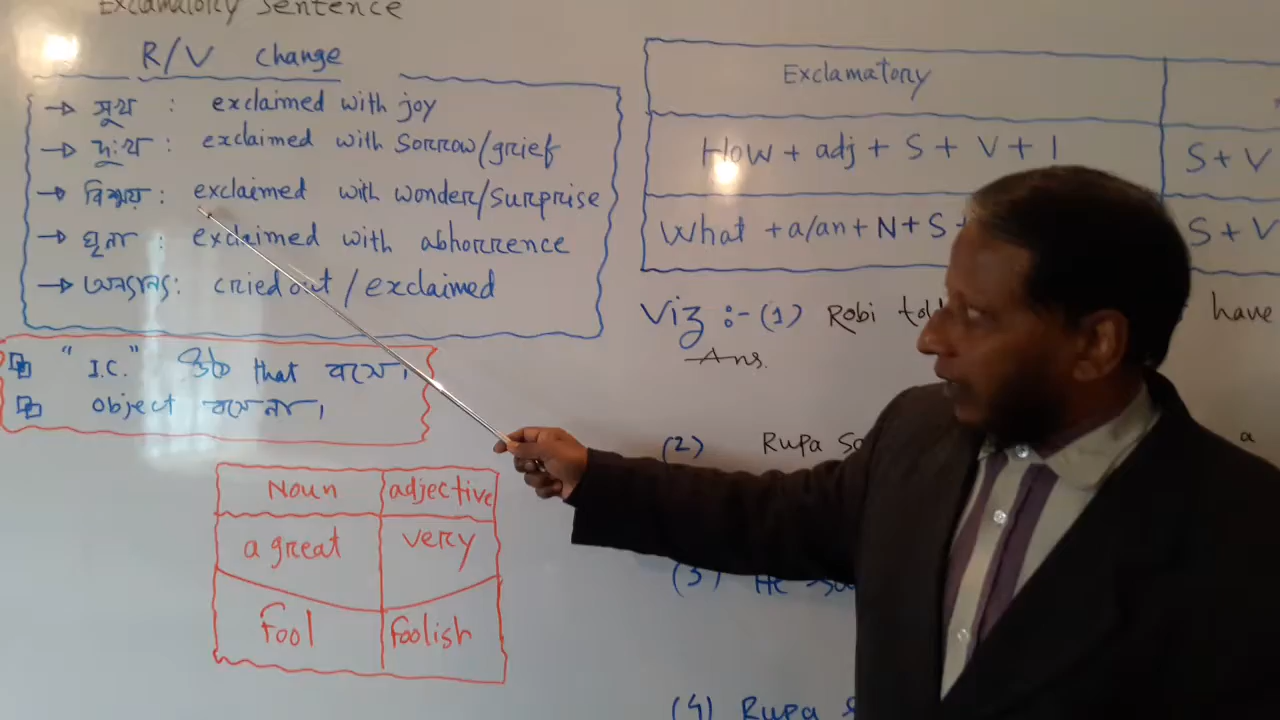 Exclamatory Sentence
R/V change
→ সুখ : exclaimed with joy
→ দুঃখ : exclaimed with sorrow/grief
→ বিস্ময় : exclaimed with wonder/surprise
→ ঘৃনা : exclaimed with abhorrence
→ অন্যান্য : cried out / exclaimed
"I.C." উঠে that বসে।
object বসে না।
Noun adjective
a great very
Fool Foolish
Exclamatory
How + adj + S + V + !
S + V
What + a/an + N + S +
S + V
Viz :- (1) Robi told have
Ans.
(2) Rupa a
(3) He
(4) Rupa